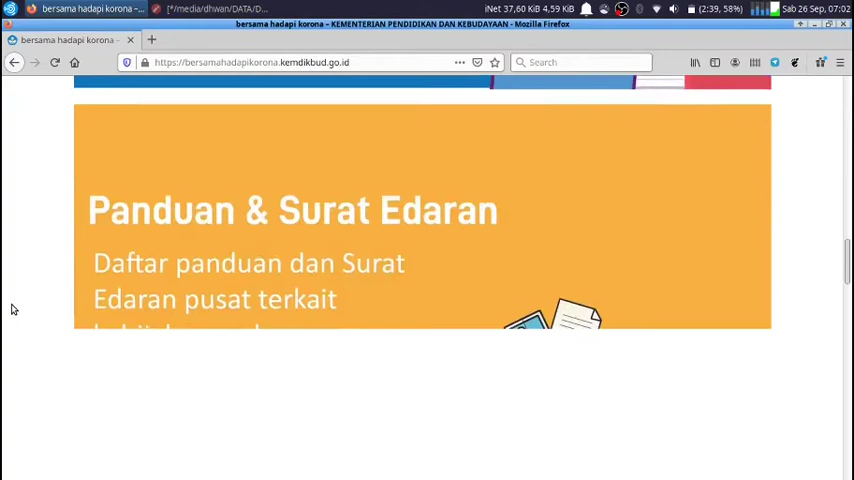 bersama hadapi korona –...
[*/media/dhwan/DATA/D...
iNet 37,60 KiB 4,59 KiB
(2:39, 58%)
Sab 26 Sep, 07:02
bersama hadapi korona – KEMENTERIAN PENDIDIKAN DAN KEBUDAYAAN - Mozilla Firefox
bersama hadapi korona –
https://bersamahadapikorona.kemdikbud.go.id
Search
Panduan & Surat Edaran
Daftar panduan dan Surat
Edaran pusat terkait